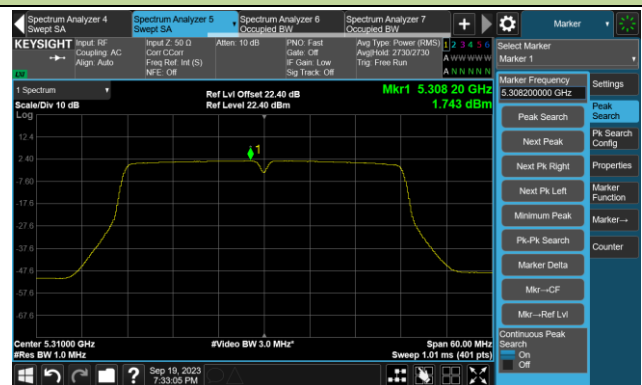 Spectrum Analyzer 4
Swept SA
Spectrum Analyzer 5
Swept SA
Spectrum Analyzer 6
Occupied BW
Spectrum Analyzer 7
Occupied BW
+
Marker
KEYSIGHT
Input: RF
Coupling: AC
Align: Auto
Input Z: 50 Ω
Corr CCorr
Freq Ref: Int (S)
NFE: Off
Atten: 10 dB
PNO: Fast
Gate: Off
IF Gain: Low
Sig Track: Off
Avg Type: Power (RMS)
Avg|Hold: 2730/2730
Trig: Free Run
1 2 3 4 5 6
A W W W W W
A N N N N N
Select Marker
Marker 1
1 Spectrum
Scale/Div 10 dB
Log
Ref Lvl Offset 22.40 dB
Ref Level 22.40 dBm
Mkr1 5.308 20 GHz
1.743 dBm
12.4
2.40
-7.60
-17.6
-27.6
-37.6
-47.6
-57.6
-67.6
1
Center 5.31000 GHz
#Res BW 1.0 MHz
#Video BW 3.0 MHz*
Span 60.00 MHz
Sweep 1.01 ms (401 pts)
Marker Frequency
5.308200000 GHz
Peak Search
Next Peak
Next Pk Right
Next Pk Left
Minimum Peak
Pk-Pk Search
Marker Delta
Mkr→CF
Mkr→Ref Lvl
Continuous Peak
Search
On
Off
Settings
Peak
Search
Pk Search
Config
Properties
Marker
Function
Marker→
Counter
?
Sep 19, 2023
7:33:05 PM